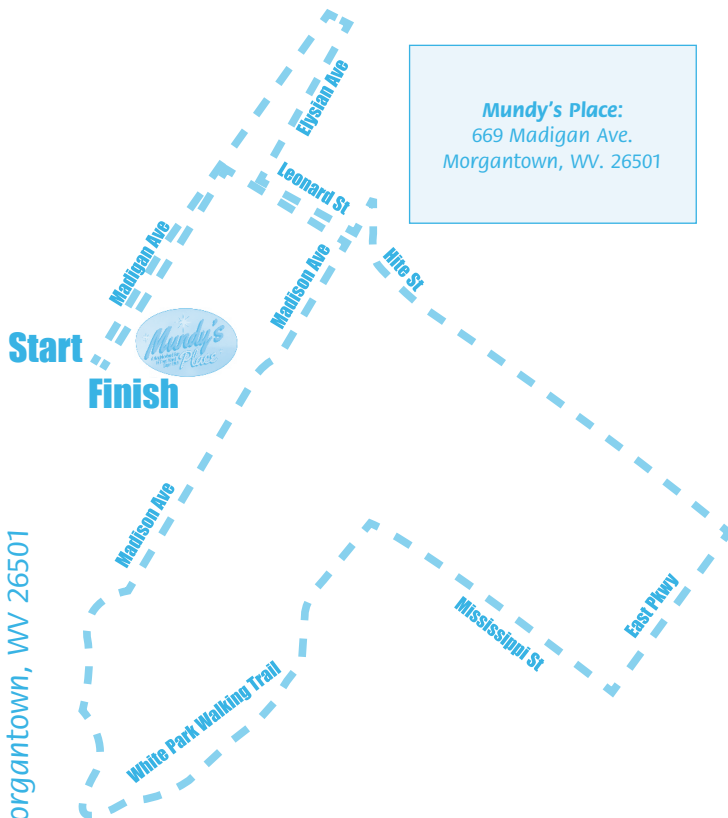 Elysian Ave
Mundy's Place:
669 Madigan Ave.
Morgantown, WV. 26501
Leonard St
Madigan Ave
Madison Ave
Hite St
Start
Mundy's
Place
Finish
Madison Ave
organtown, WV 26501
Mississippi St
East Pkwy
White Park Walking Trail